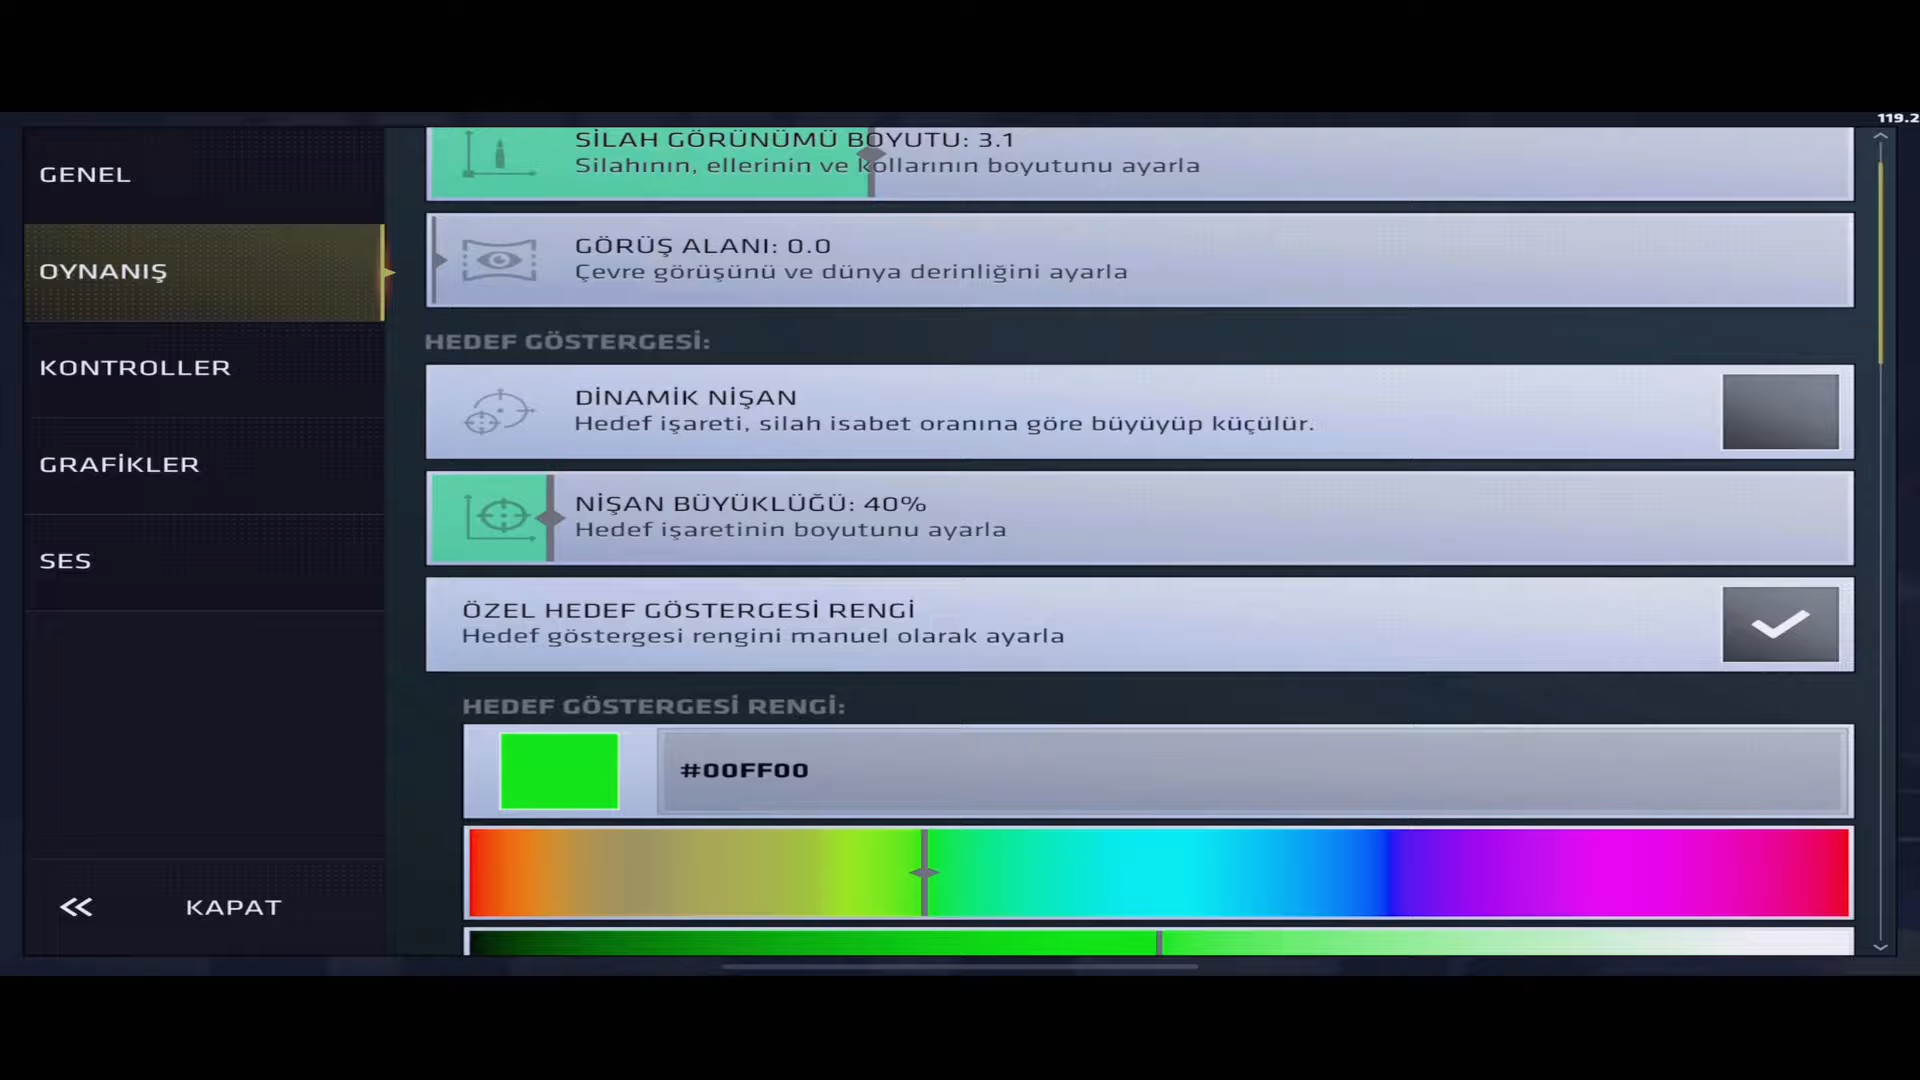 119.2
GENEL
OYNANIŞ
KONTROLLER
GRAFİKLER
SES
KAPAT
SİLAH GÖRÜNÜMÜ BOYUTU: 3.1
Silahının, ellerinin ve kollarının boyutunu ayarla
GÖRÜŞ ALANI: 0.0
Çevre görüşünü ve dünya derinliğini ayarla
HEDEF GÖSTERGESİ:
DİNAMİK NİŞAN
Hedef işareti, silah isabet oranına göre büyüyüp küçülür.
NİŞAN BÜYÜKLÜĞÜ: 40%
Hedef işaretinin boyutunu ayarla
ÖZEL HEDEF GÖSTERGESİ RENGİ
Hedef göstergesi rengini manuel olarak ayarla
HEDEF GÖSTERGESİ RENGİ:
#00FF00